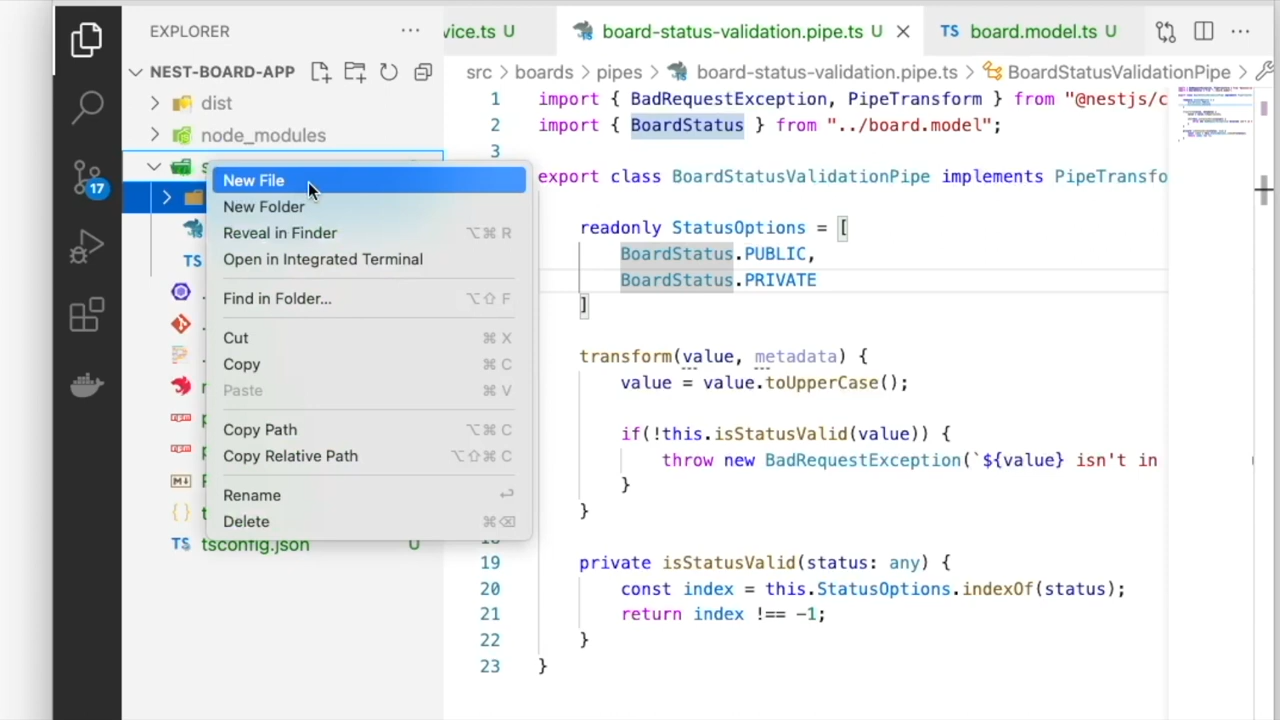 EXPLORER
vice.ts U
board-status-validation.pipe.ts U
TS board.model.ts U
NEST-BOARD-APP
src > boards > pipes > board-status-validation.pipe.ts > BoardStatusValidationPipe >
dist
node_modules
17
TS
M↓
{ }
TS tsconfig.json U
New File
New Folder
Reveal in Finder ⌥⌘ R
Open in Integrated Terminal
Find in Folder... ⌥⇧ F
Cut ⌘ X
Copy ⌘ C
Paste ⌘ V
Copy Path ⌥⌘ C
Copy Relative Path ⌥⇧⌘ C
Rename
Delete ⌘⌫
1 import { BadRequestException, PipeTransform } from "@nestjs/c
2 import { BoardStatus } from "../board.model";
3
export class BoardStatusValidationPipe implements PipeTransfo
readonly StatusOptions = [
BoardStatus.PUBLIC,
BoardStatus.PRIVATE
]
transform(value, metadata) {
value = value.toUpperCase();
if(!this.isStatusValid(value)) {
throw new BadRequestException(`${value} isn't in
}
}
19 private isStatusValid(status: any) {
20 const index = this.StatusOptions.indexOf(status);
21 return index !== -1;
22 }
23 }